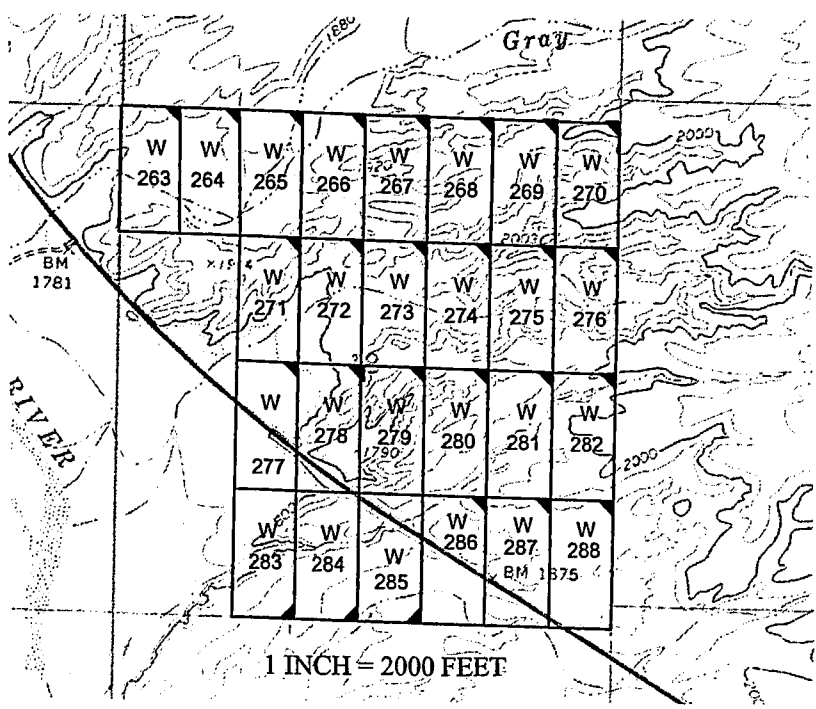 1880
Gray
W 263
W 264
W 265
W 266
W 267
W 268
W 269
W 270
2000
BM
1781
W 271
W 272
W 273
W 274
W 275
W 276
RIVER
W 277
W 278
W 279
1790
W 280
W 281
W 282
2000
W 283
W 284
W 285
W 286
W 287
W 288
BM 1875
1 INCH = 2000 FEET